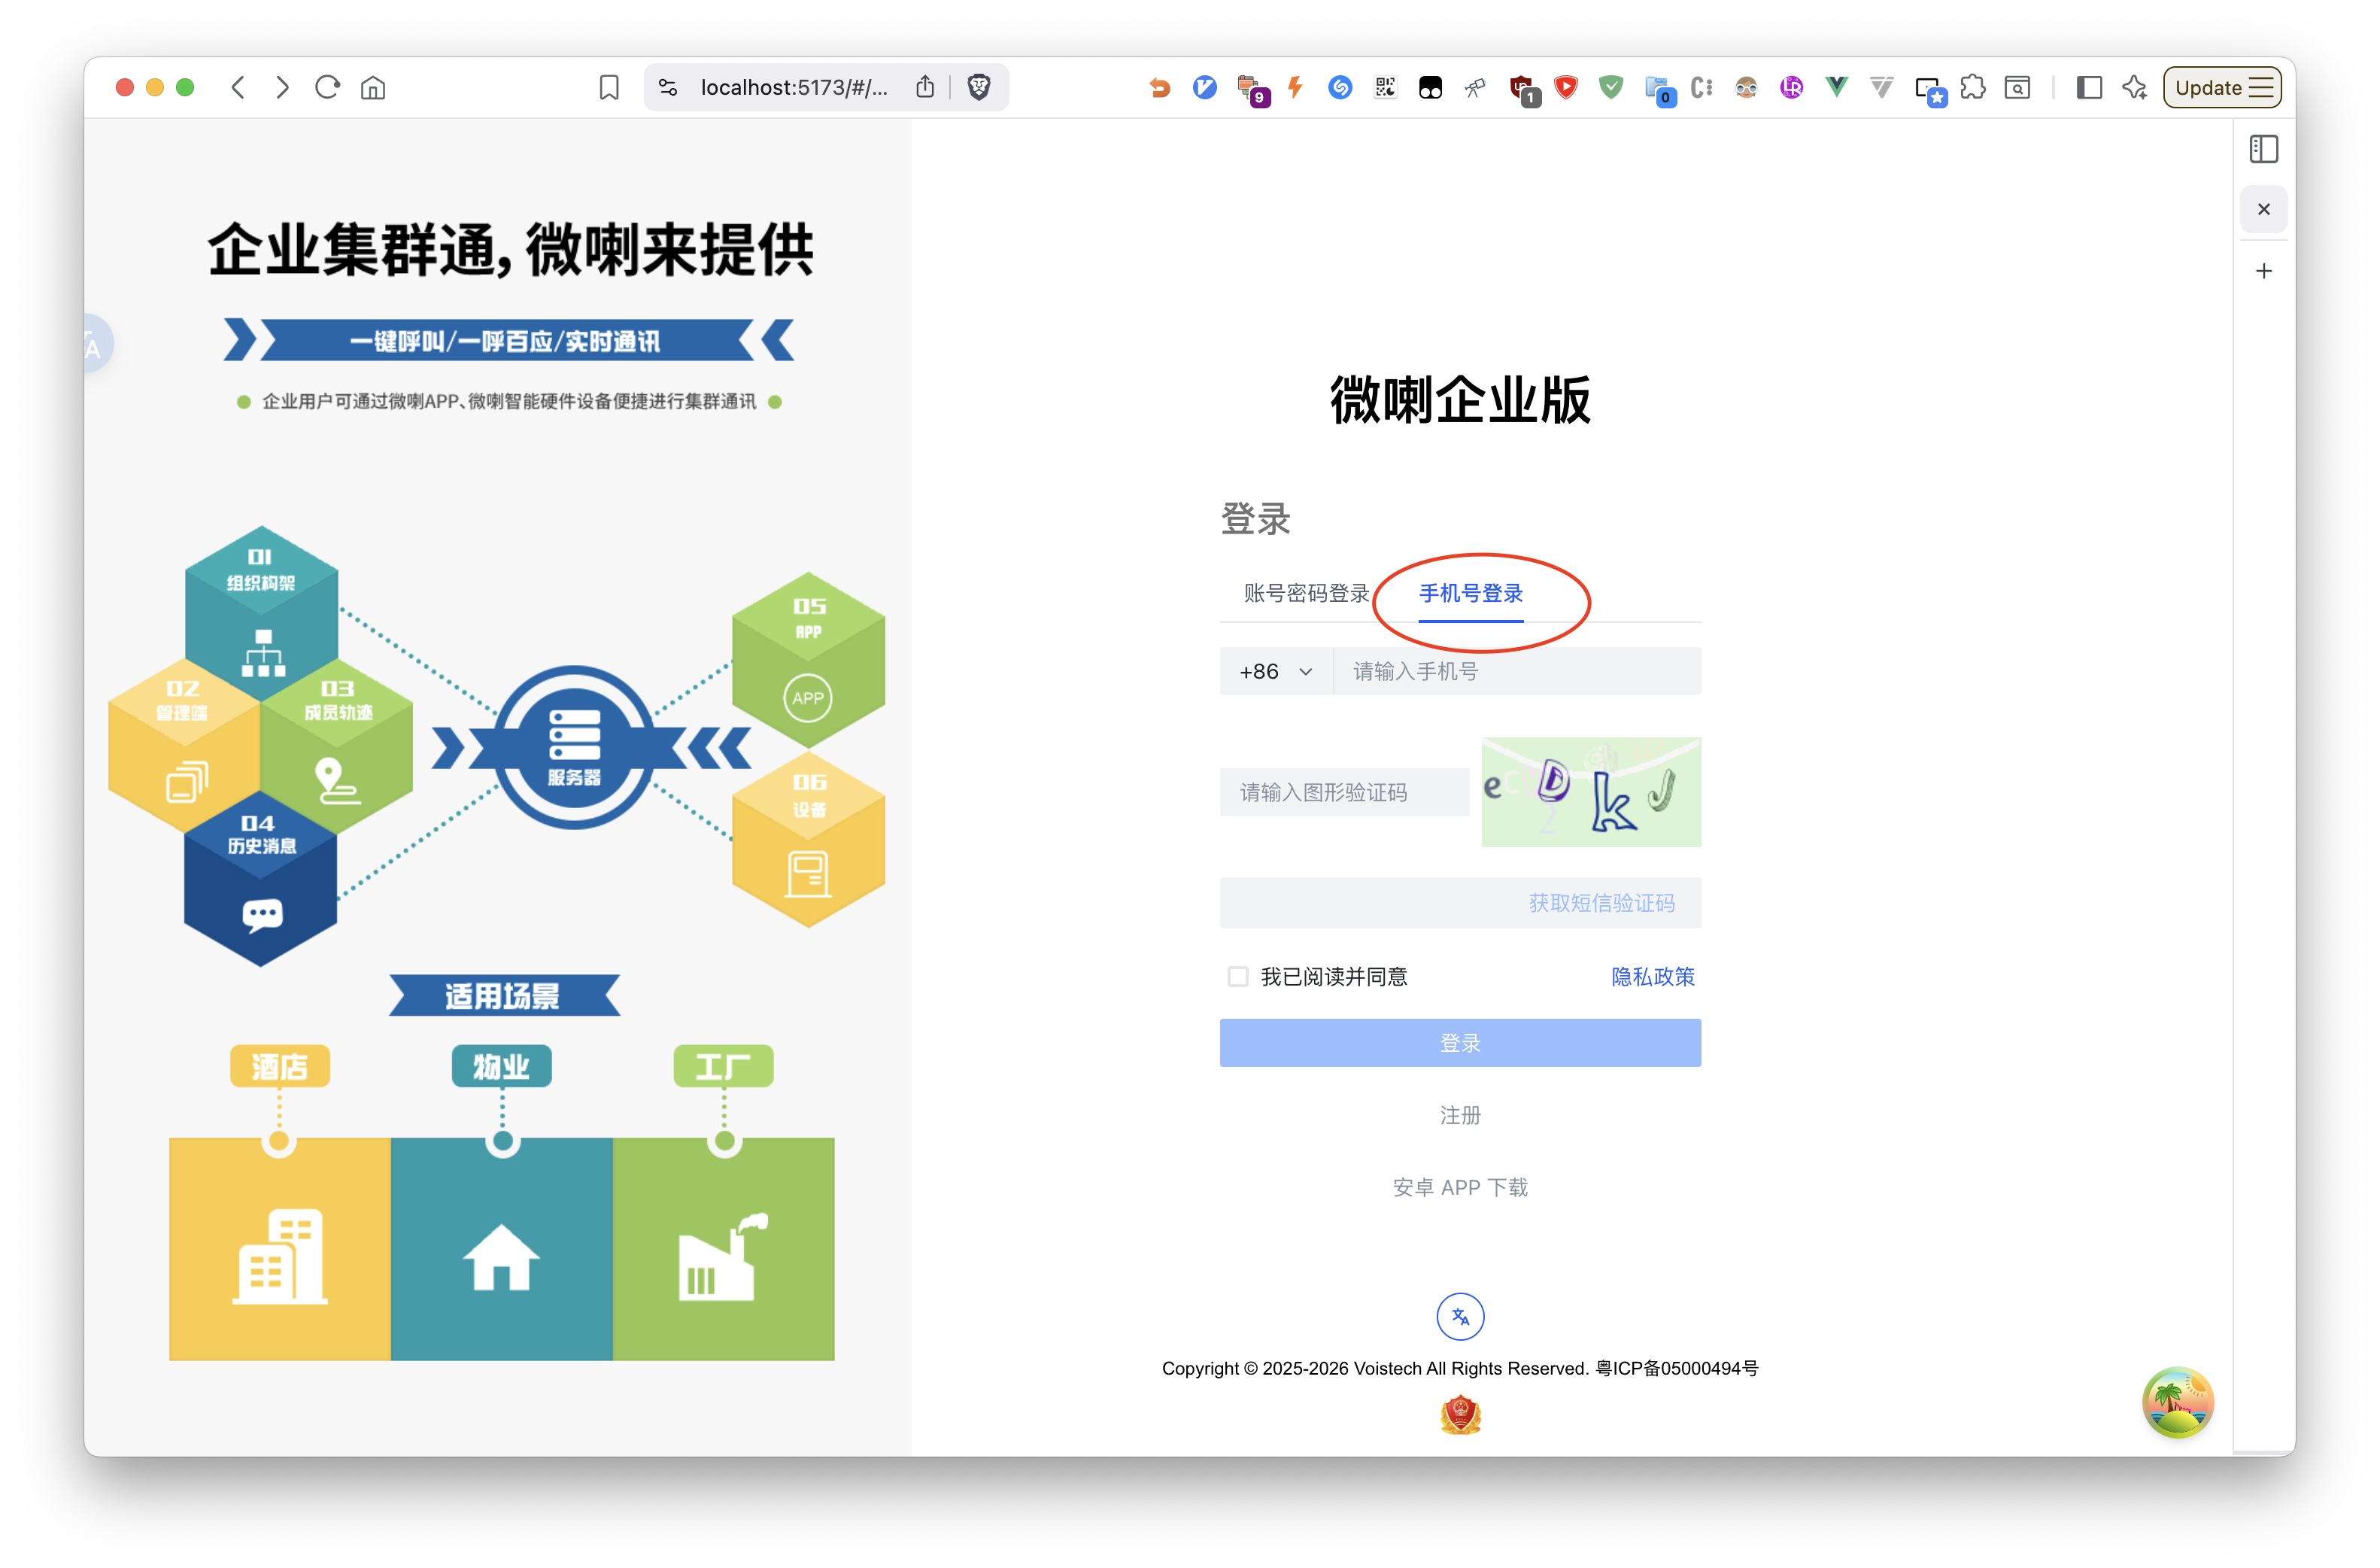 localhost:5173/#/...
9
1
0
Update
企业集群通,微喇来提供
一键呼叫/一呼百应/实时通讯
企业用户可通过微喇APP、微喇智能硬件设备便捷进行集群通讯
01
组织构架
02
管理端
03
成员轨迹
04
历史消息
服务器
05
APP
APP
06
设备
适用场景
酒店
物业
工厂
微喇企业版
登录
账号密码登录
手机号登录
+86
请输入手机号
请输入图形验证码
获取短信验证码
我已阅读并同意
隐私政策
登录
注册
安卓 APP 下载
Copyright © 2025-2026 Voistech All Rights Reserved. 粤ICP备05000494号